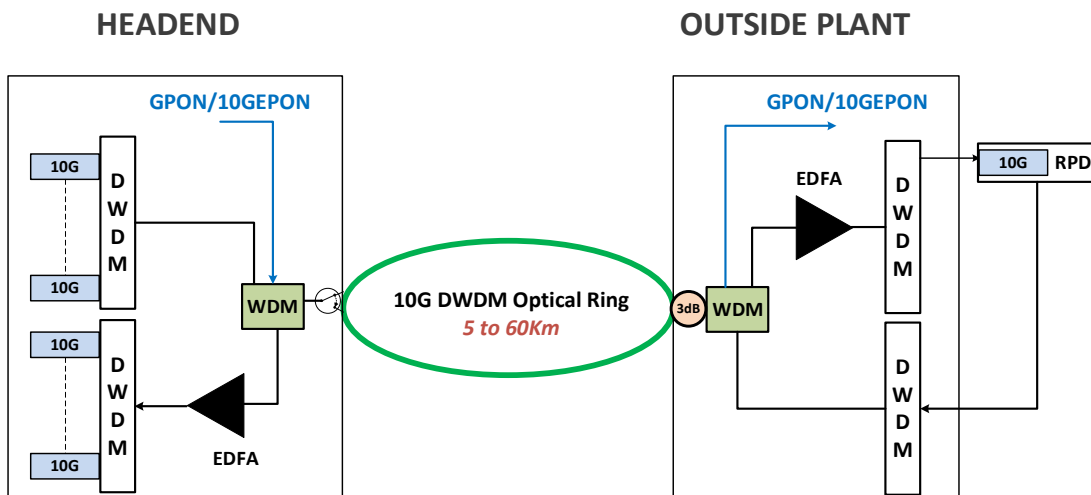 HEADEND
OUTSIDE PLANT
GPON/10GEPON
10G
DWDM
10G
WDM
10G
DWDM
10G
EDFA
10G DWDM Optical Ring
5 to 60Km
3dB
WDM
GPON/10GEPON
EDFA
DWDM
10G
RPD
DWDM